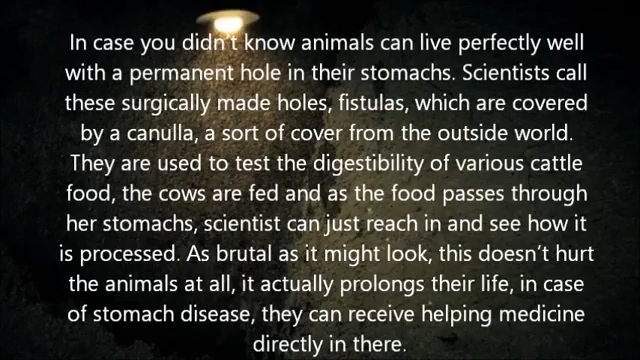 In case you didn't know animals can live perfectly well
with a permanent hole in their stomachs. Scientists call
these surgically made holes, fistulas, which are covered
by a canulla, a sort of cover from the outside world.
They are used to test the digestibility of various cattle
food, the cows are fed and as the food passes through
her stomachs, scientist can just reach in and see how it
is processed. As brutal as it might look, this doesn't hurt
the animals at all, it actually prolongs their life, in case
of stomach disease, they can receive helping medicine
directly in there.